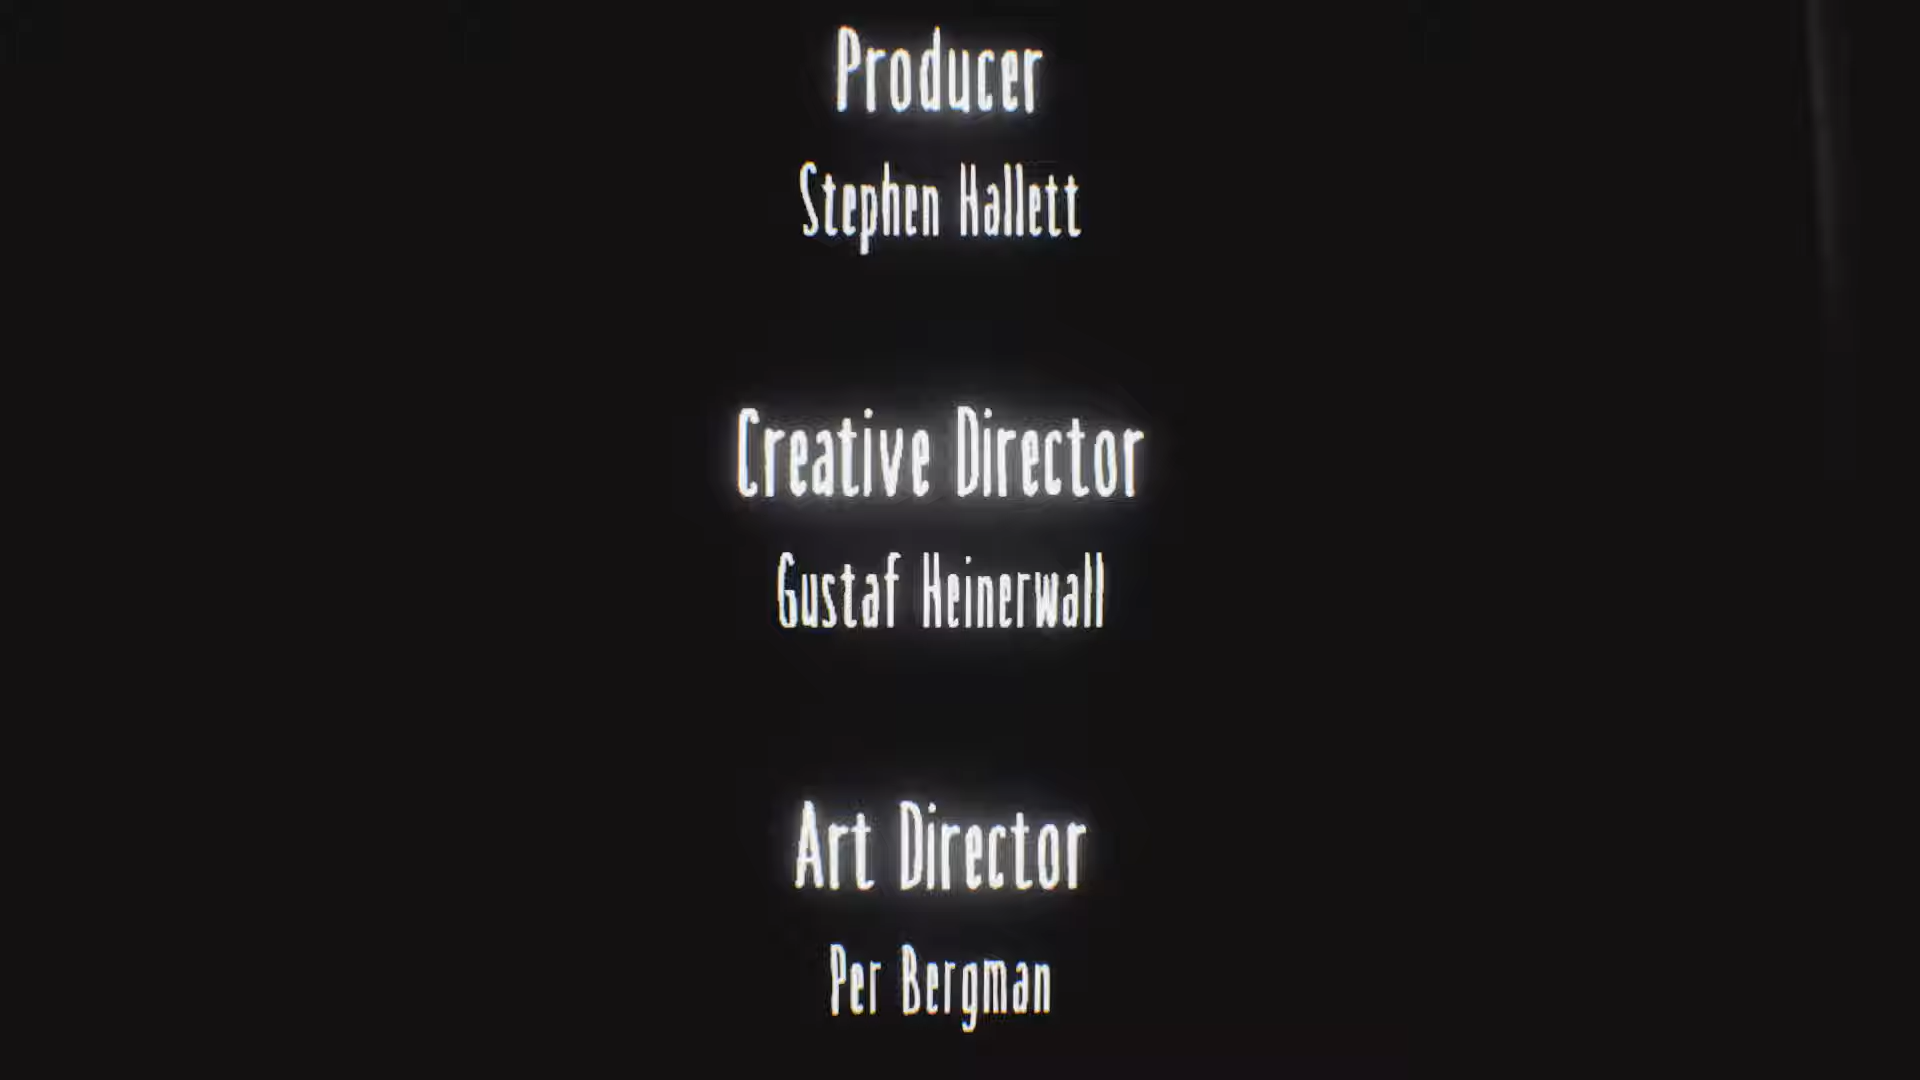 Producer
Stephen Hallett
Creative Director
Gustaf Heinerwall
Art Director
Per Bergman